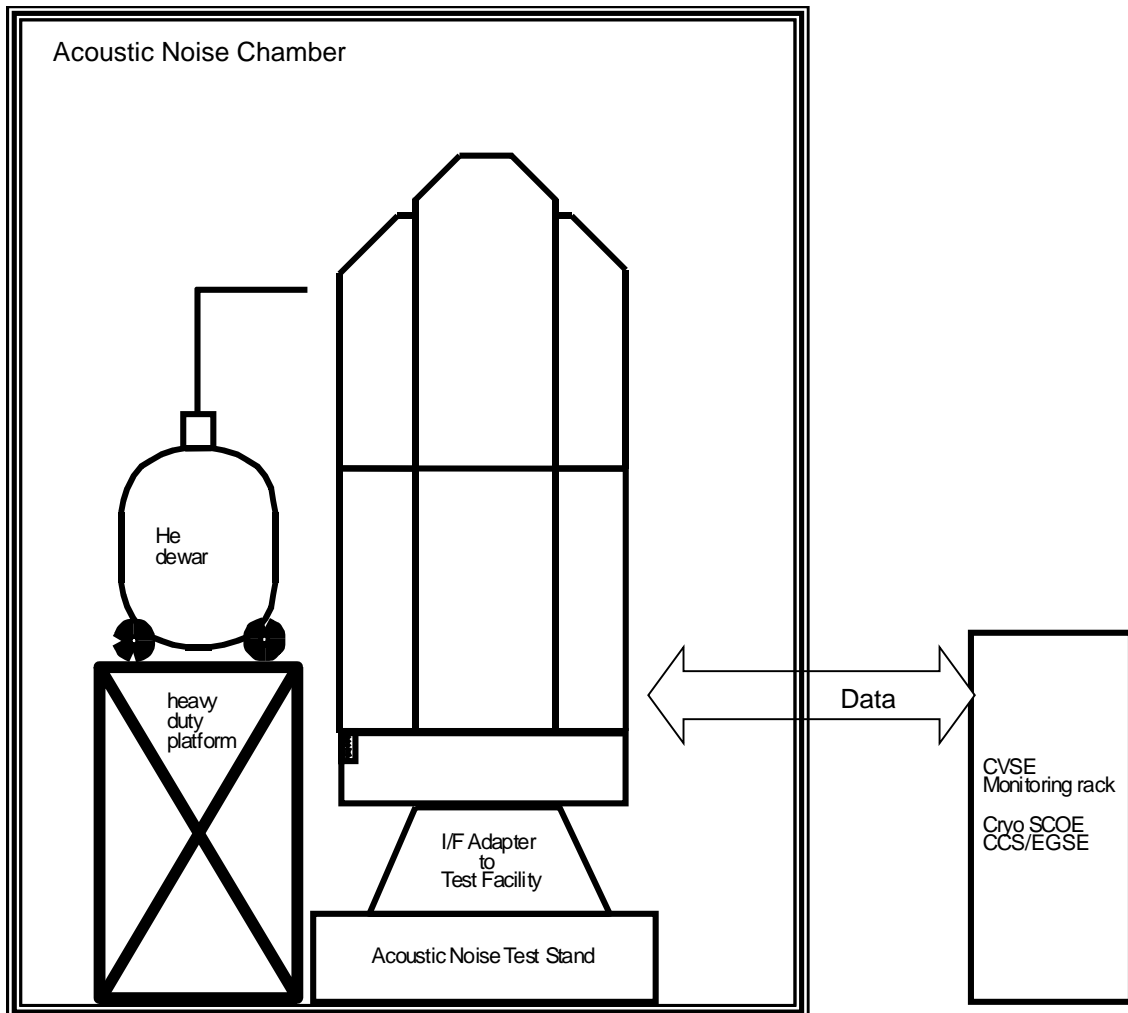 Acoustic Noise Chamber
He
dewar
heavy
duty
platform
Data
CVSE
Monitoring rack
Cryo SCOE
CCS/EGSE
I/F Adapter
to
Test Facility
Acoustic Noise Test Stand